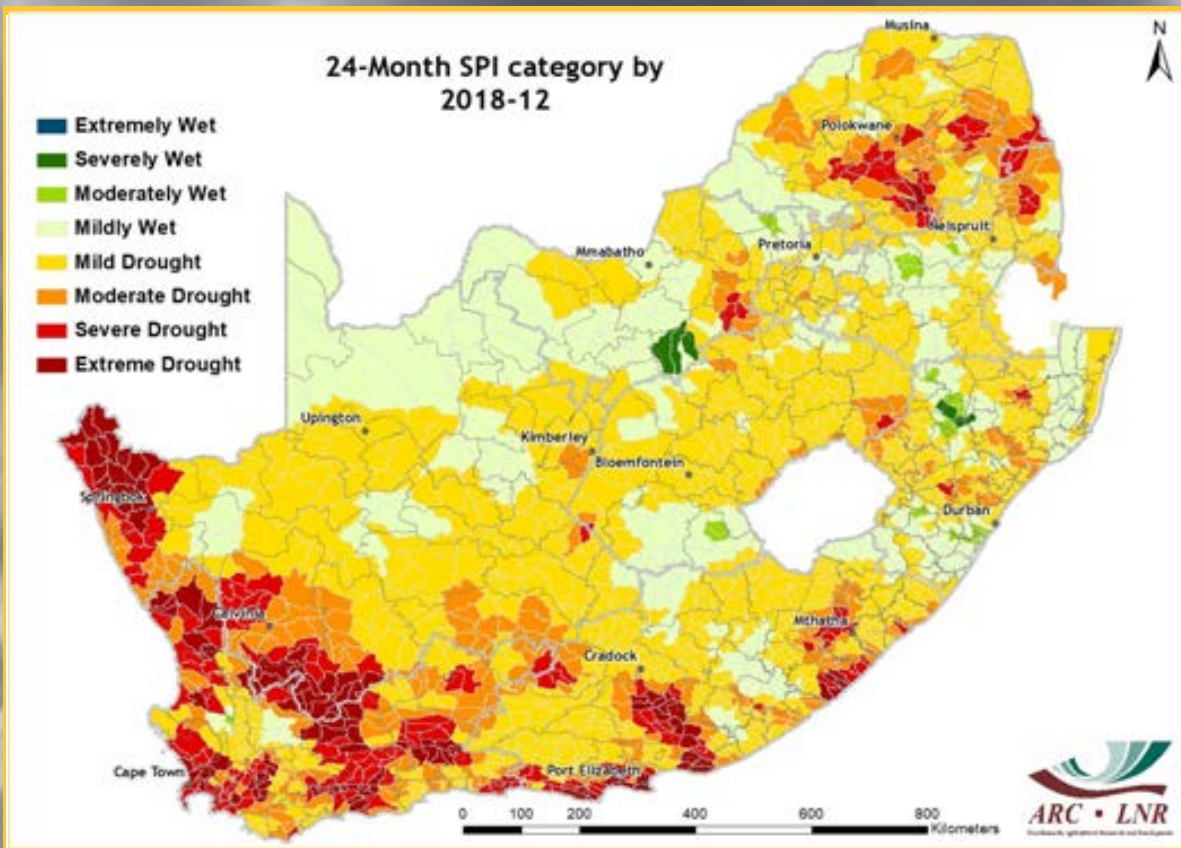 24-Month SPI category by
2018-12
N
Extremely Wet
Severely Wet
Moderately Wet
Mildly Wet
Mild Drought
Moderate Drought
Severe Drought
Extreme Drought
Musina
Polokwane
Nelspruit
Mmabatho
Pretoria
Upington
Kimberley
Bloemfontein
Springbok
Durban
Calvinia
Mthatha
Cradock
Cape Town
Port Elizabeth
0 200 400 600 800
Kilometers
ARC • LNR